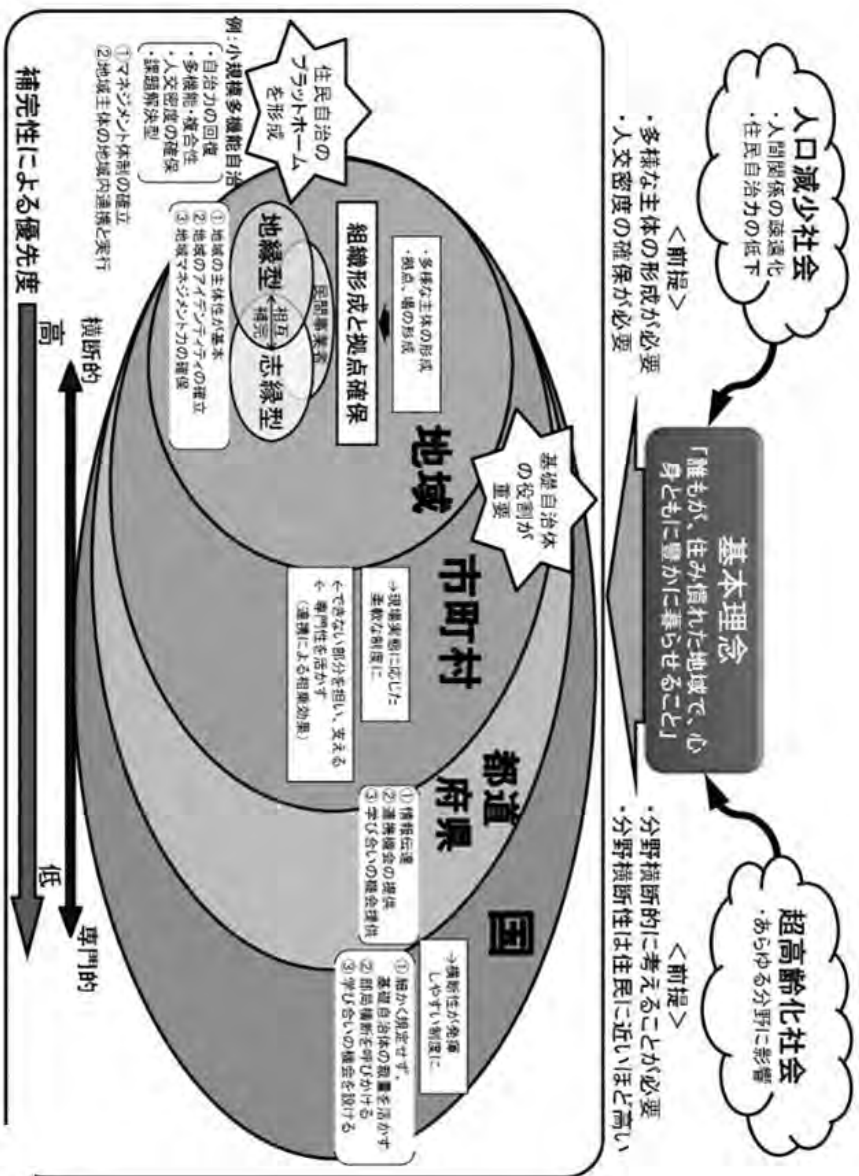 人口減少社会
・人間関係の疎遠化
・住民自治力の低下
基本理念
「誰もが、住み慣れた地域で、心
身ともに豊かに暮らせること」
超高齢化社会
・あらゆる分野に影響
<前提>
・多様な主体の形成が必要
・人交密度の確保が必要
<前提>
・分野横断的に考えることが必要
・分野横断性は住民に近いほど高い
住民自治の
プラットホーム
を形成
例:小規模多機能自治
・自治力の回復
・多機能・複合性
・人交密度の確保
・課題解決型
①マネジメント体制の確立
②地域主体の地域内連携と実行
・多様な主体の形成
・拠点、場の形成
組織形成と拠点確保
民間事業者
地縁型
相互
補完
志縁型
①地域の主体性が基本
②地域のアイデンティティの確立
③地域マネジメント力の確保
地域
基礎自治体
の役割が
重要
市町村
→現場実態に応じた
柔軟な制度に
←できない部分を担い、支える
← 専門性を活かす
(連携による相乗効果)
都道
府県
①情報伝達
②連携機会の提供
③学び合いの機会提供
国
→横断性が発揮
しやすい制度に
①細かく規定せず、
基礎自治体の裁量を活かす
②部局横断を呼びかける
③学び合いの機会を設ける
横断的
専門的
補完性による優先度
高
低